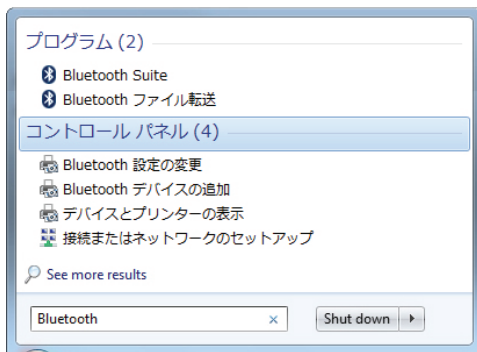 プログラム (2)
Bluetooth Suite
Bluetooth ファイル転送
コントロール パネル (4)
Bluetooth 設定の変更
Bluetooth デバイスの追加
デバイスとプリンターの表示
接続またはネットワークのセットアップ
See more results
Bluetooth × Shut down